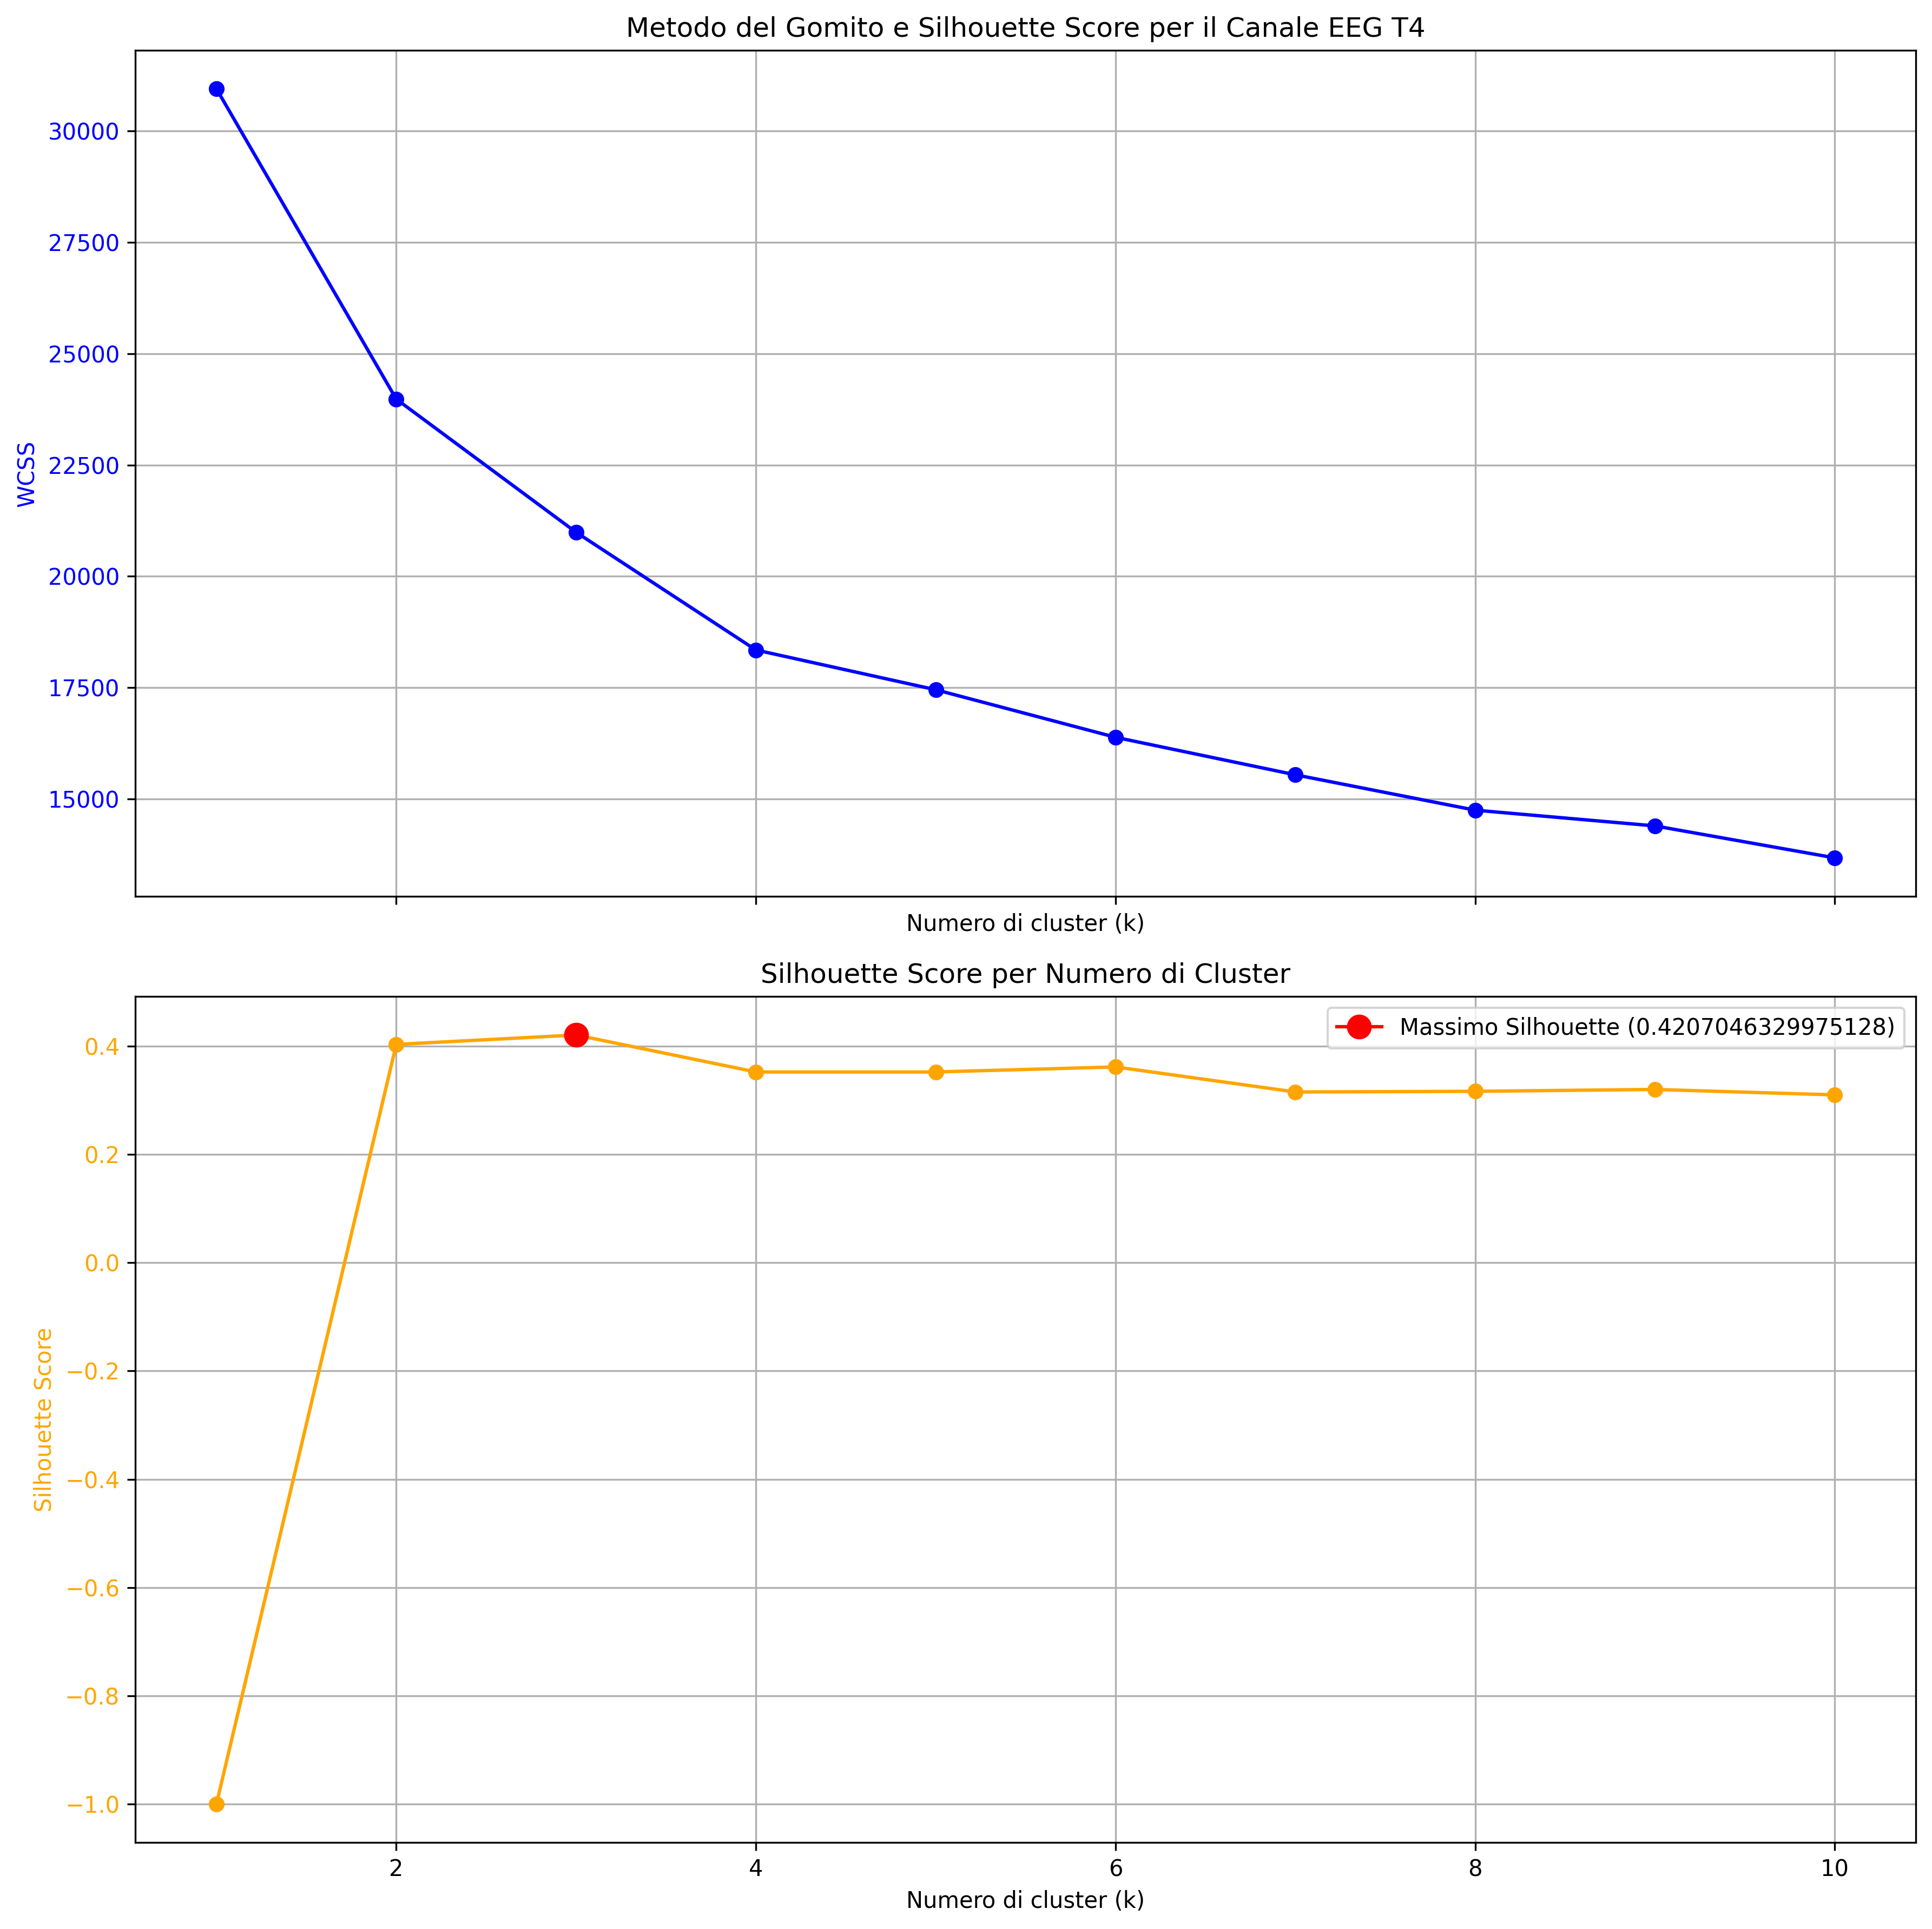 Metodo del Gomito e Silhouette Score per il Canale EEG T4
30000
27500
25000
22500
20000
17500
15000
WCSS
Numero di cluster (k)
Silhouette Score per Numero di Cluster
Massimo Silhouette (0.4207046329975128)
0.4
0.2
0.0
−0.2
−0.4
−0.6
−0.8
−1.0
Silhouette Score
2 4 6 8 10
Numero di cluster (k)